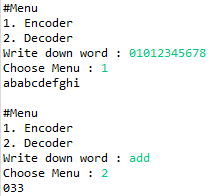 #Menu
1. Encoder
2. Decoder
Write down word : 01012345678
Choose Menu : 1
ababcdefghi

#Menu
1. Encoder
2. Decoder
Write down word : add
Choose Menu : 2
033